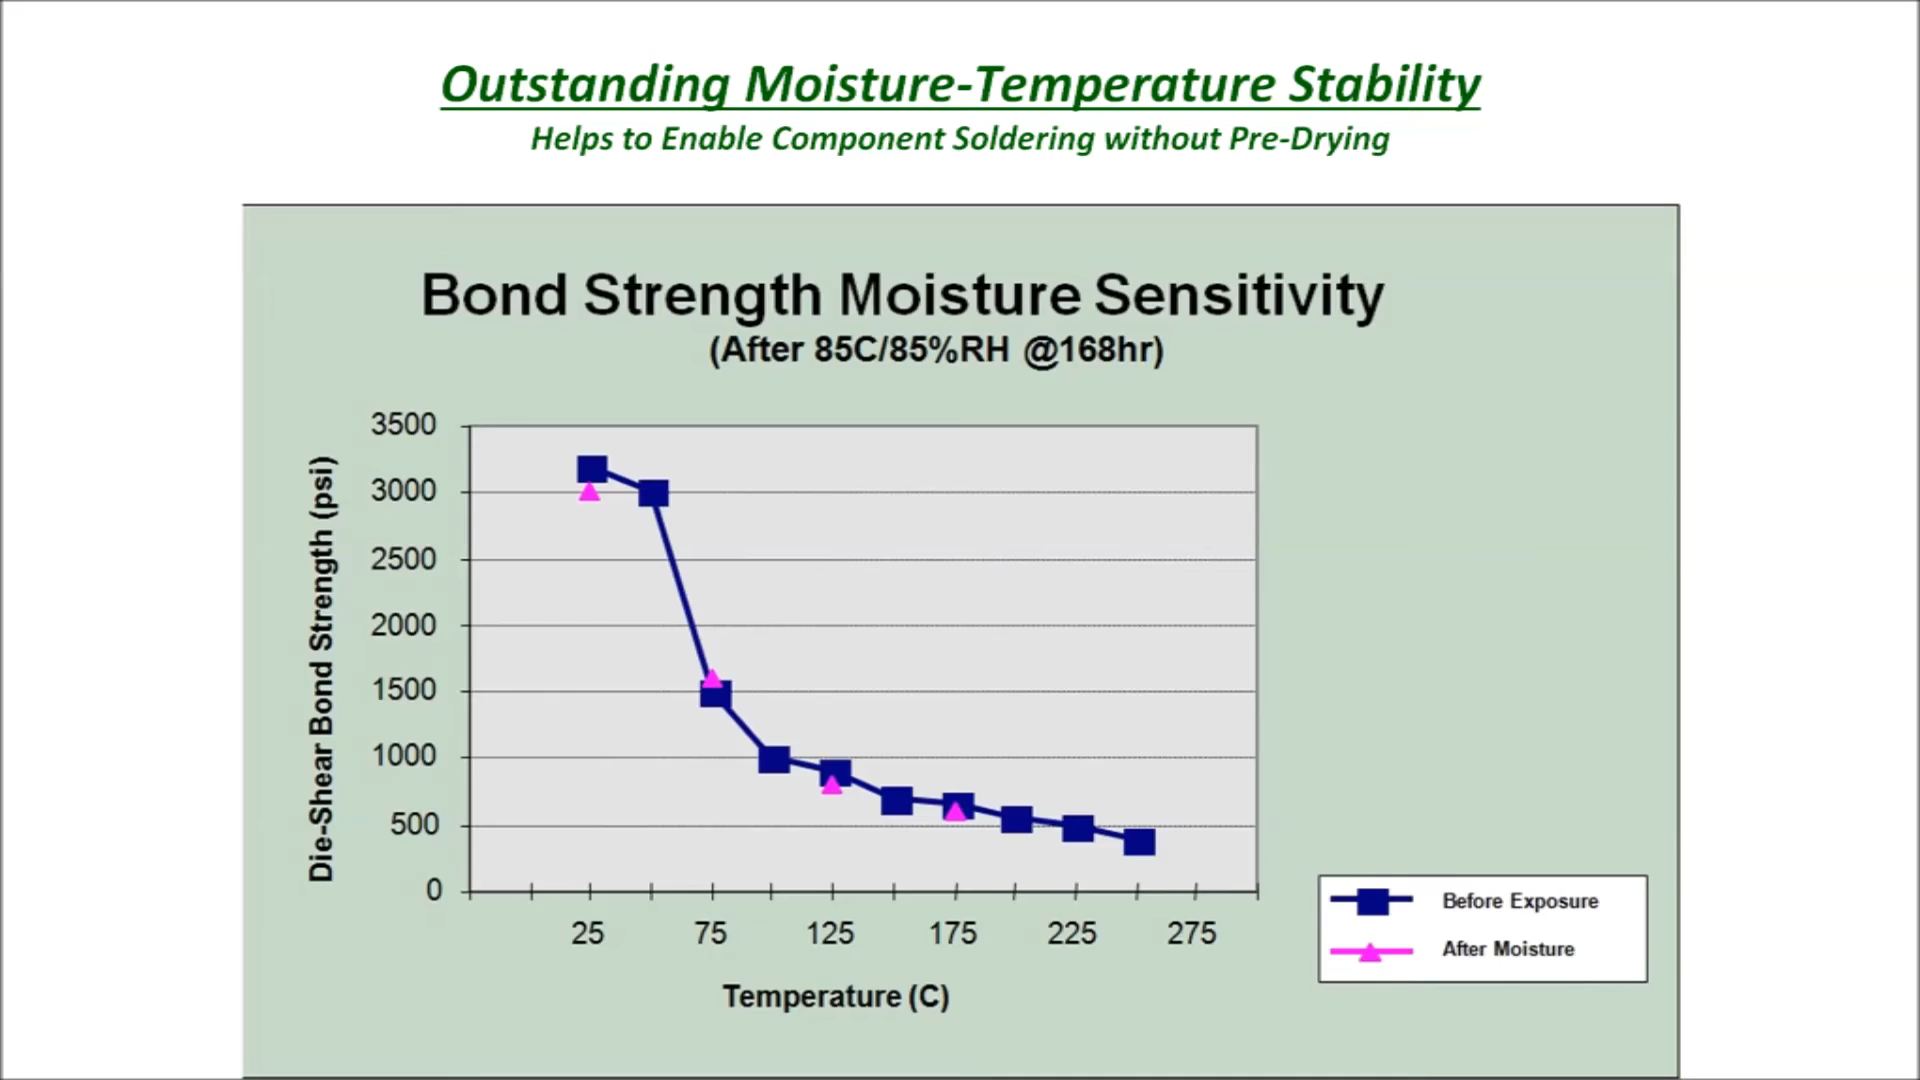 Outstanding Moisture-Temperature Stability
Helps to Enable Component Soldering without Pre-Drying
Bond Strength Moisture Sensitivity
(After 85C/85%RH @168hr)
Die-Shear Bond Strength (psi)
3500
3000
2500
2000
1500
1000
500
0
25 75 125 175 225 275
Temperature (C)
Before Exposure
After Moisture